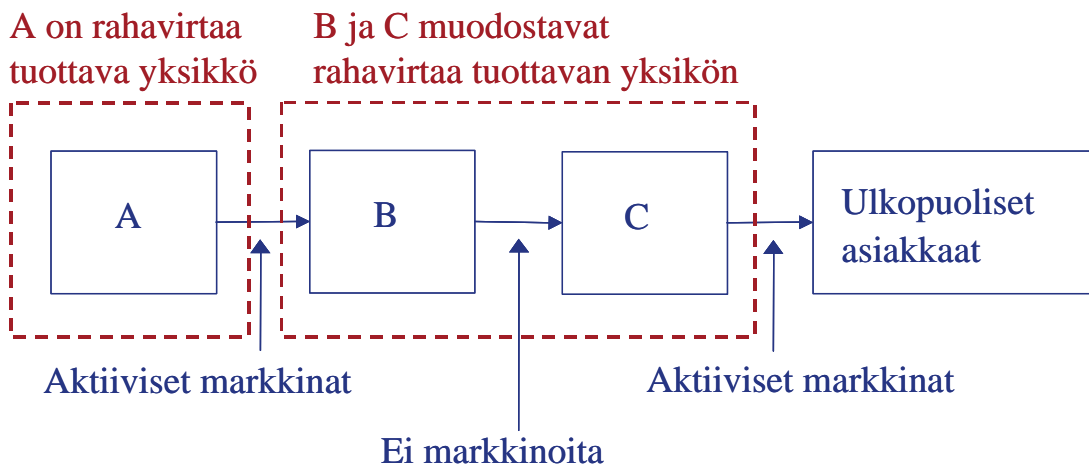 A on rahavirtaa
tuottava yksikkö
B ja C muodostavat
rahavirtaa tuottavan yksikön
A
B
C
Ulkopuoliset
asiakkaat
Aktiiviset markkinat
Aktiiviset markkinat
Ei markkinoita